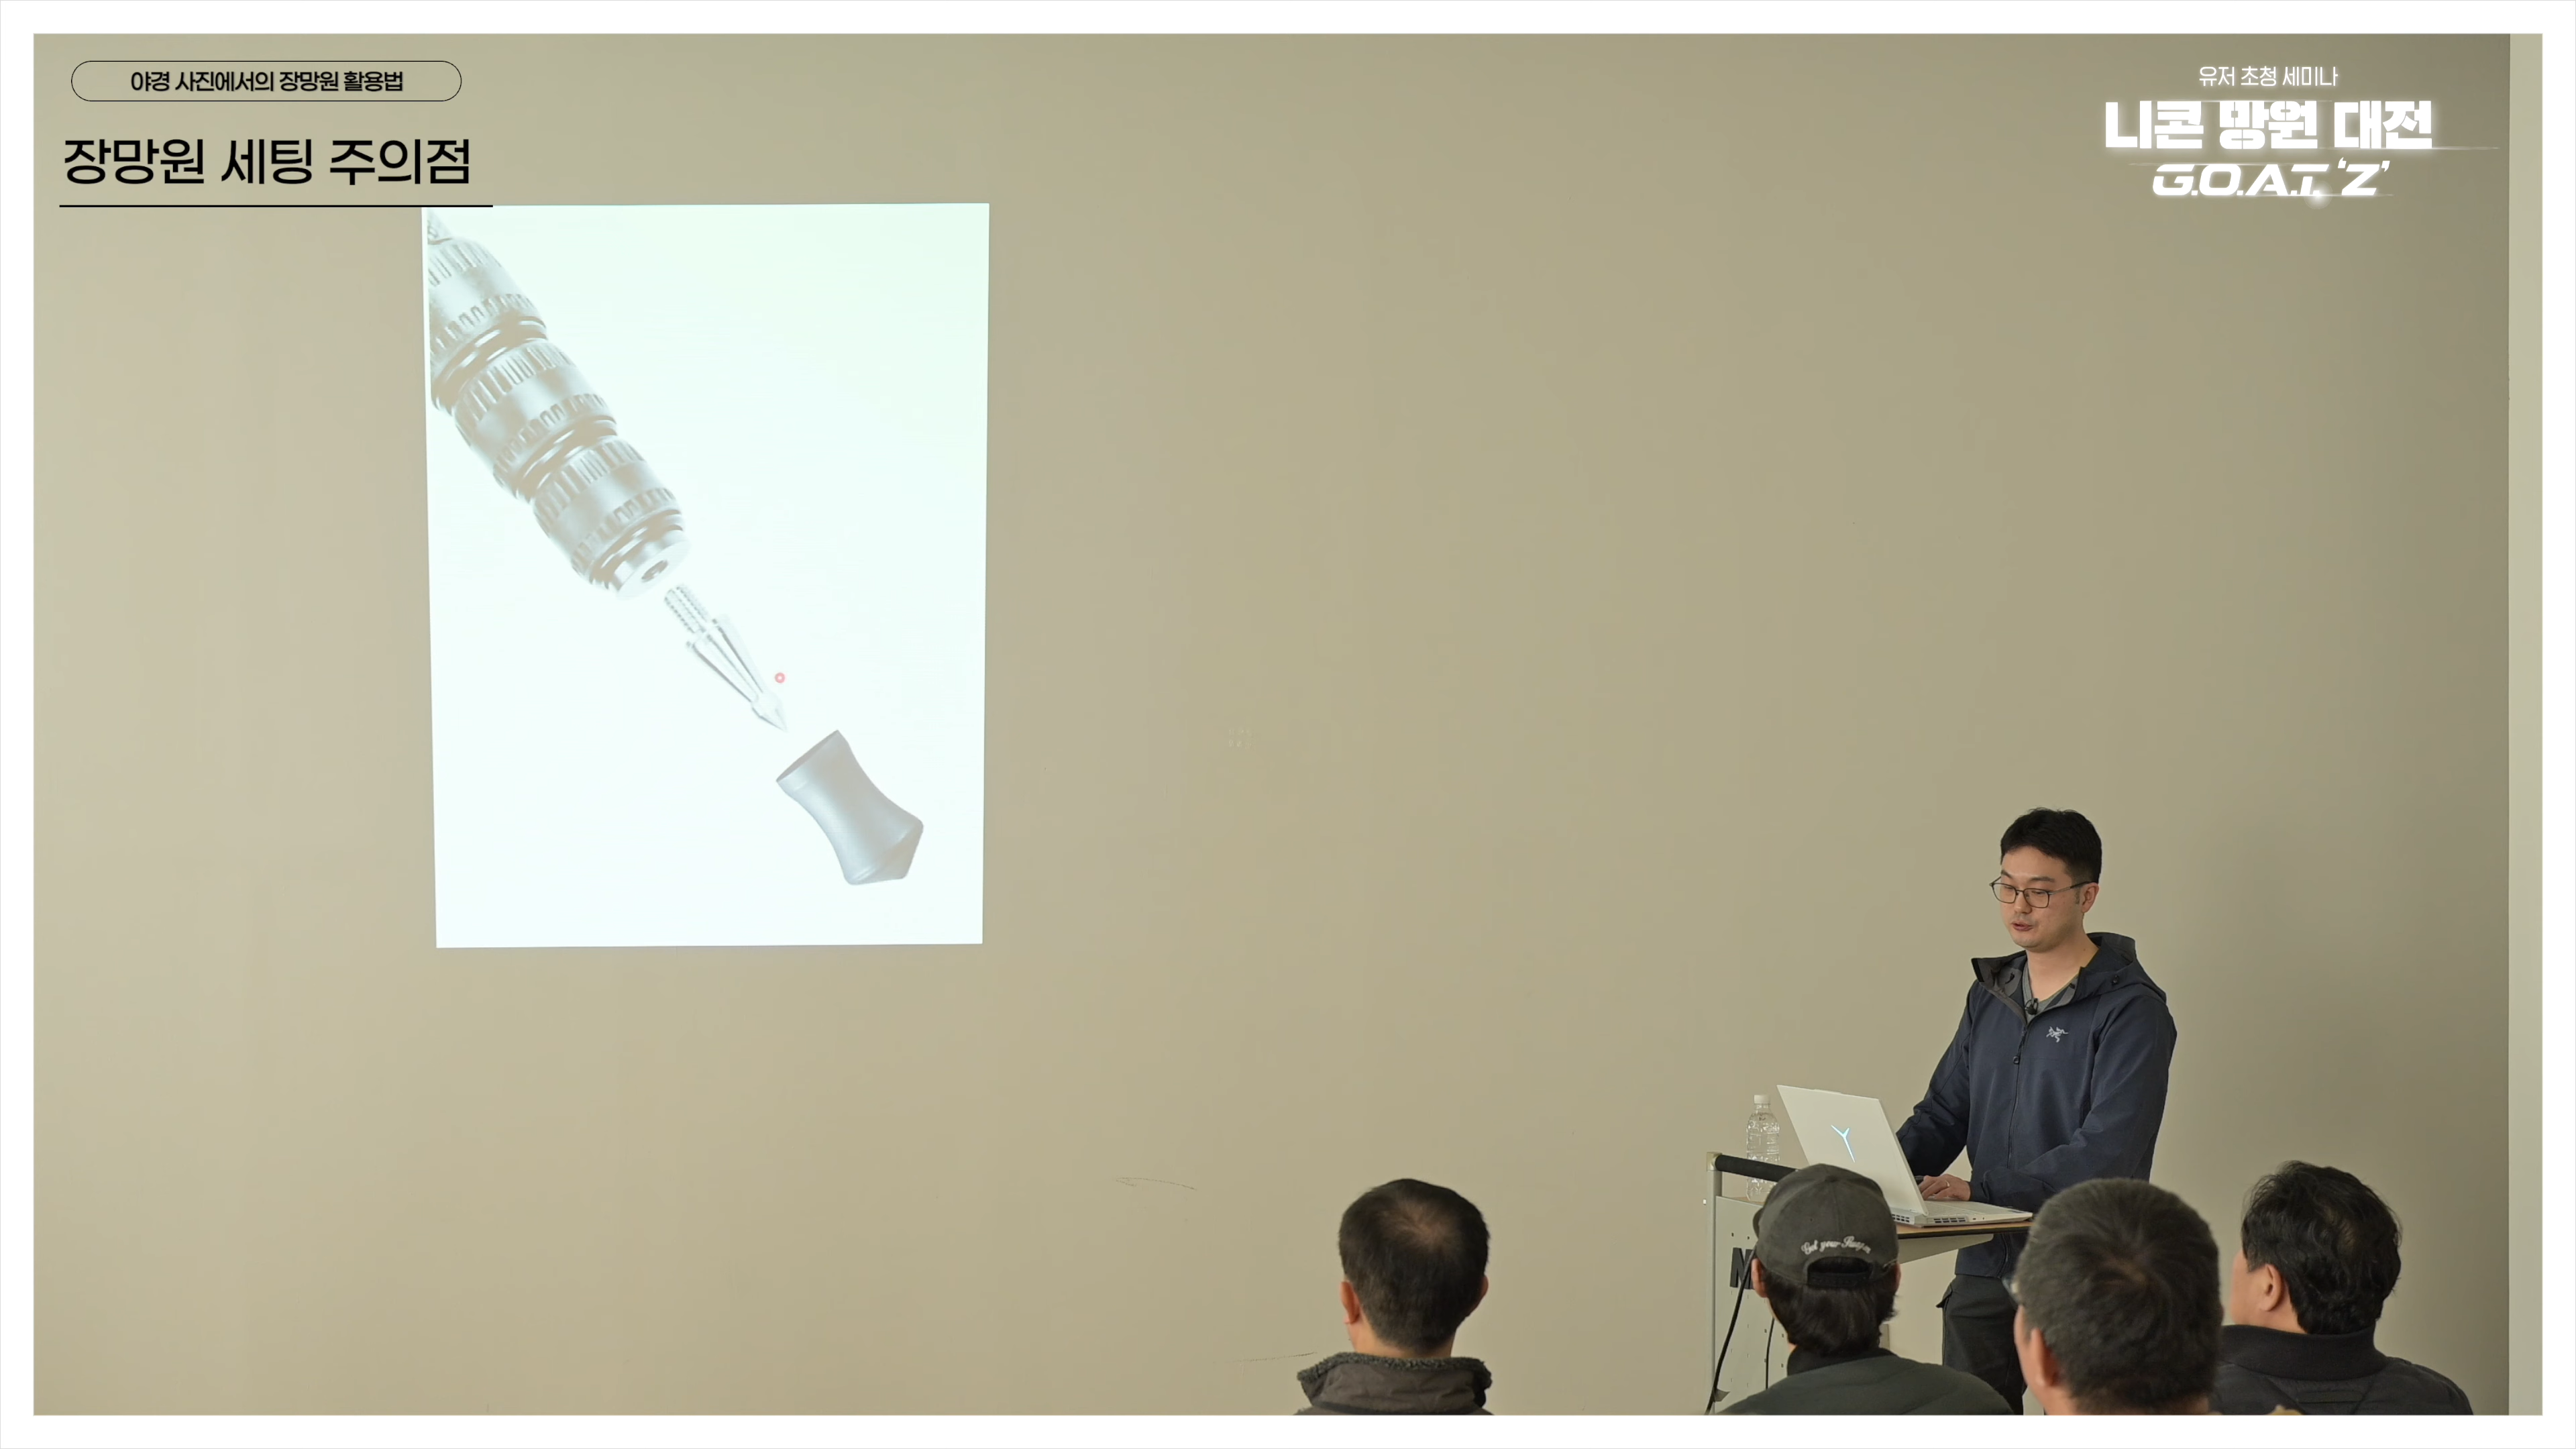 야경 사진에서의 장망원 활용법
장망원 세팅 주의점
유저 초청 세미나
니콘 망원 대전
G.O.A.T. 'Z'